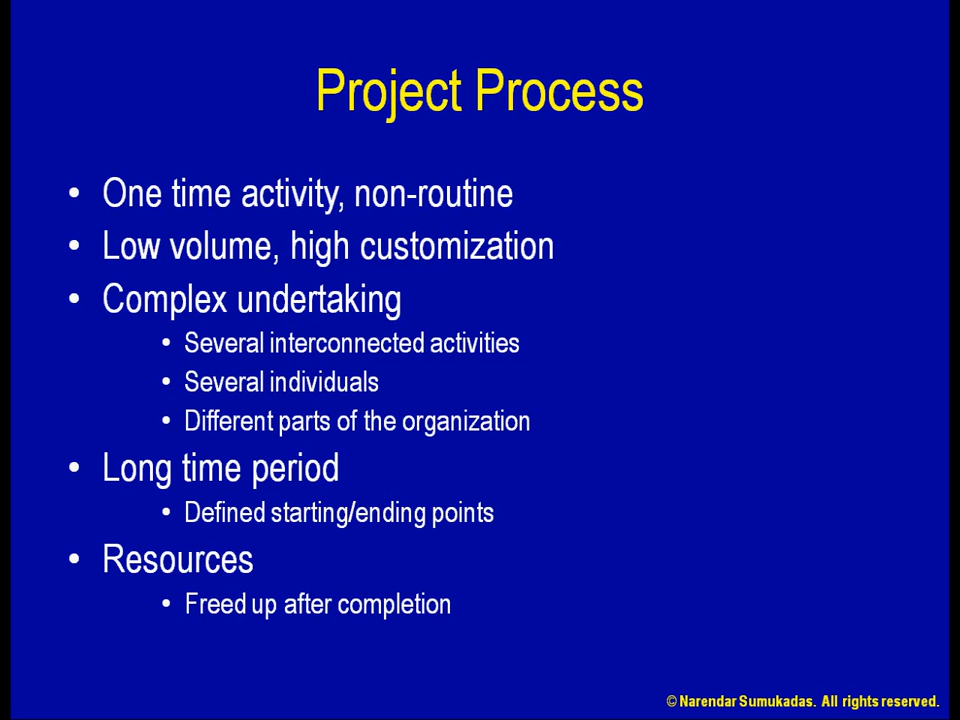 Project Process
• One time activity, non-routine
• Low volume, high customization
• Complex undertaking
• Several interconnected activities
• Several individuals
• Different parts of the organization
• Long time period
• Defined starting/ending points
• Resources
• Freed up after completion
© Narendar Sumukadas. All rights reserved.